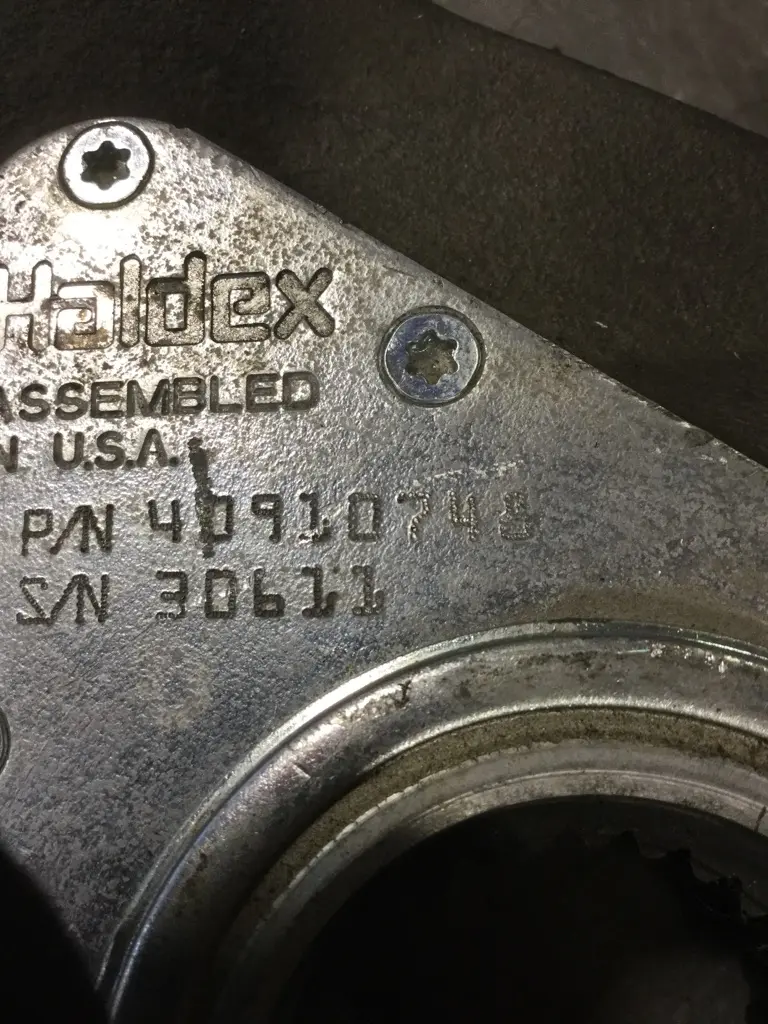 Haldex
ASSEMBLED
N U.S.A.
P/N 40910748
S/N 30611